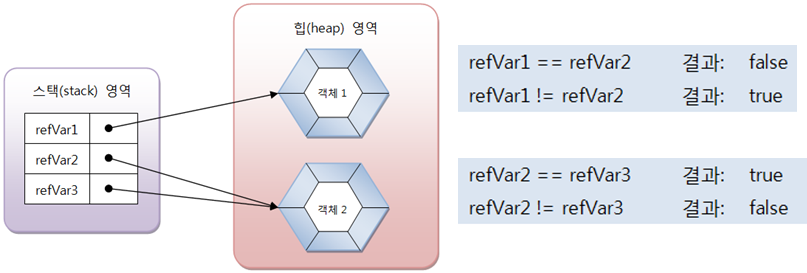 힙(heap) 영역
스택(stack) 영역
refVar1
refVar2
refVar3
객체 1
객체 2
refVar1 == refVar2 결과: false
refVar1 != refVar2 결과: true
refVar2 == refVar3 결과: true
refVar2 != refVar3 결과: false